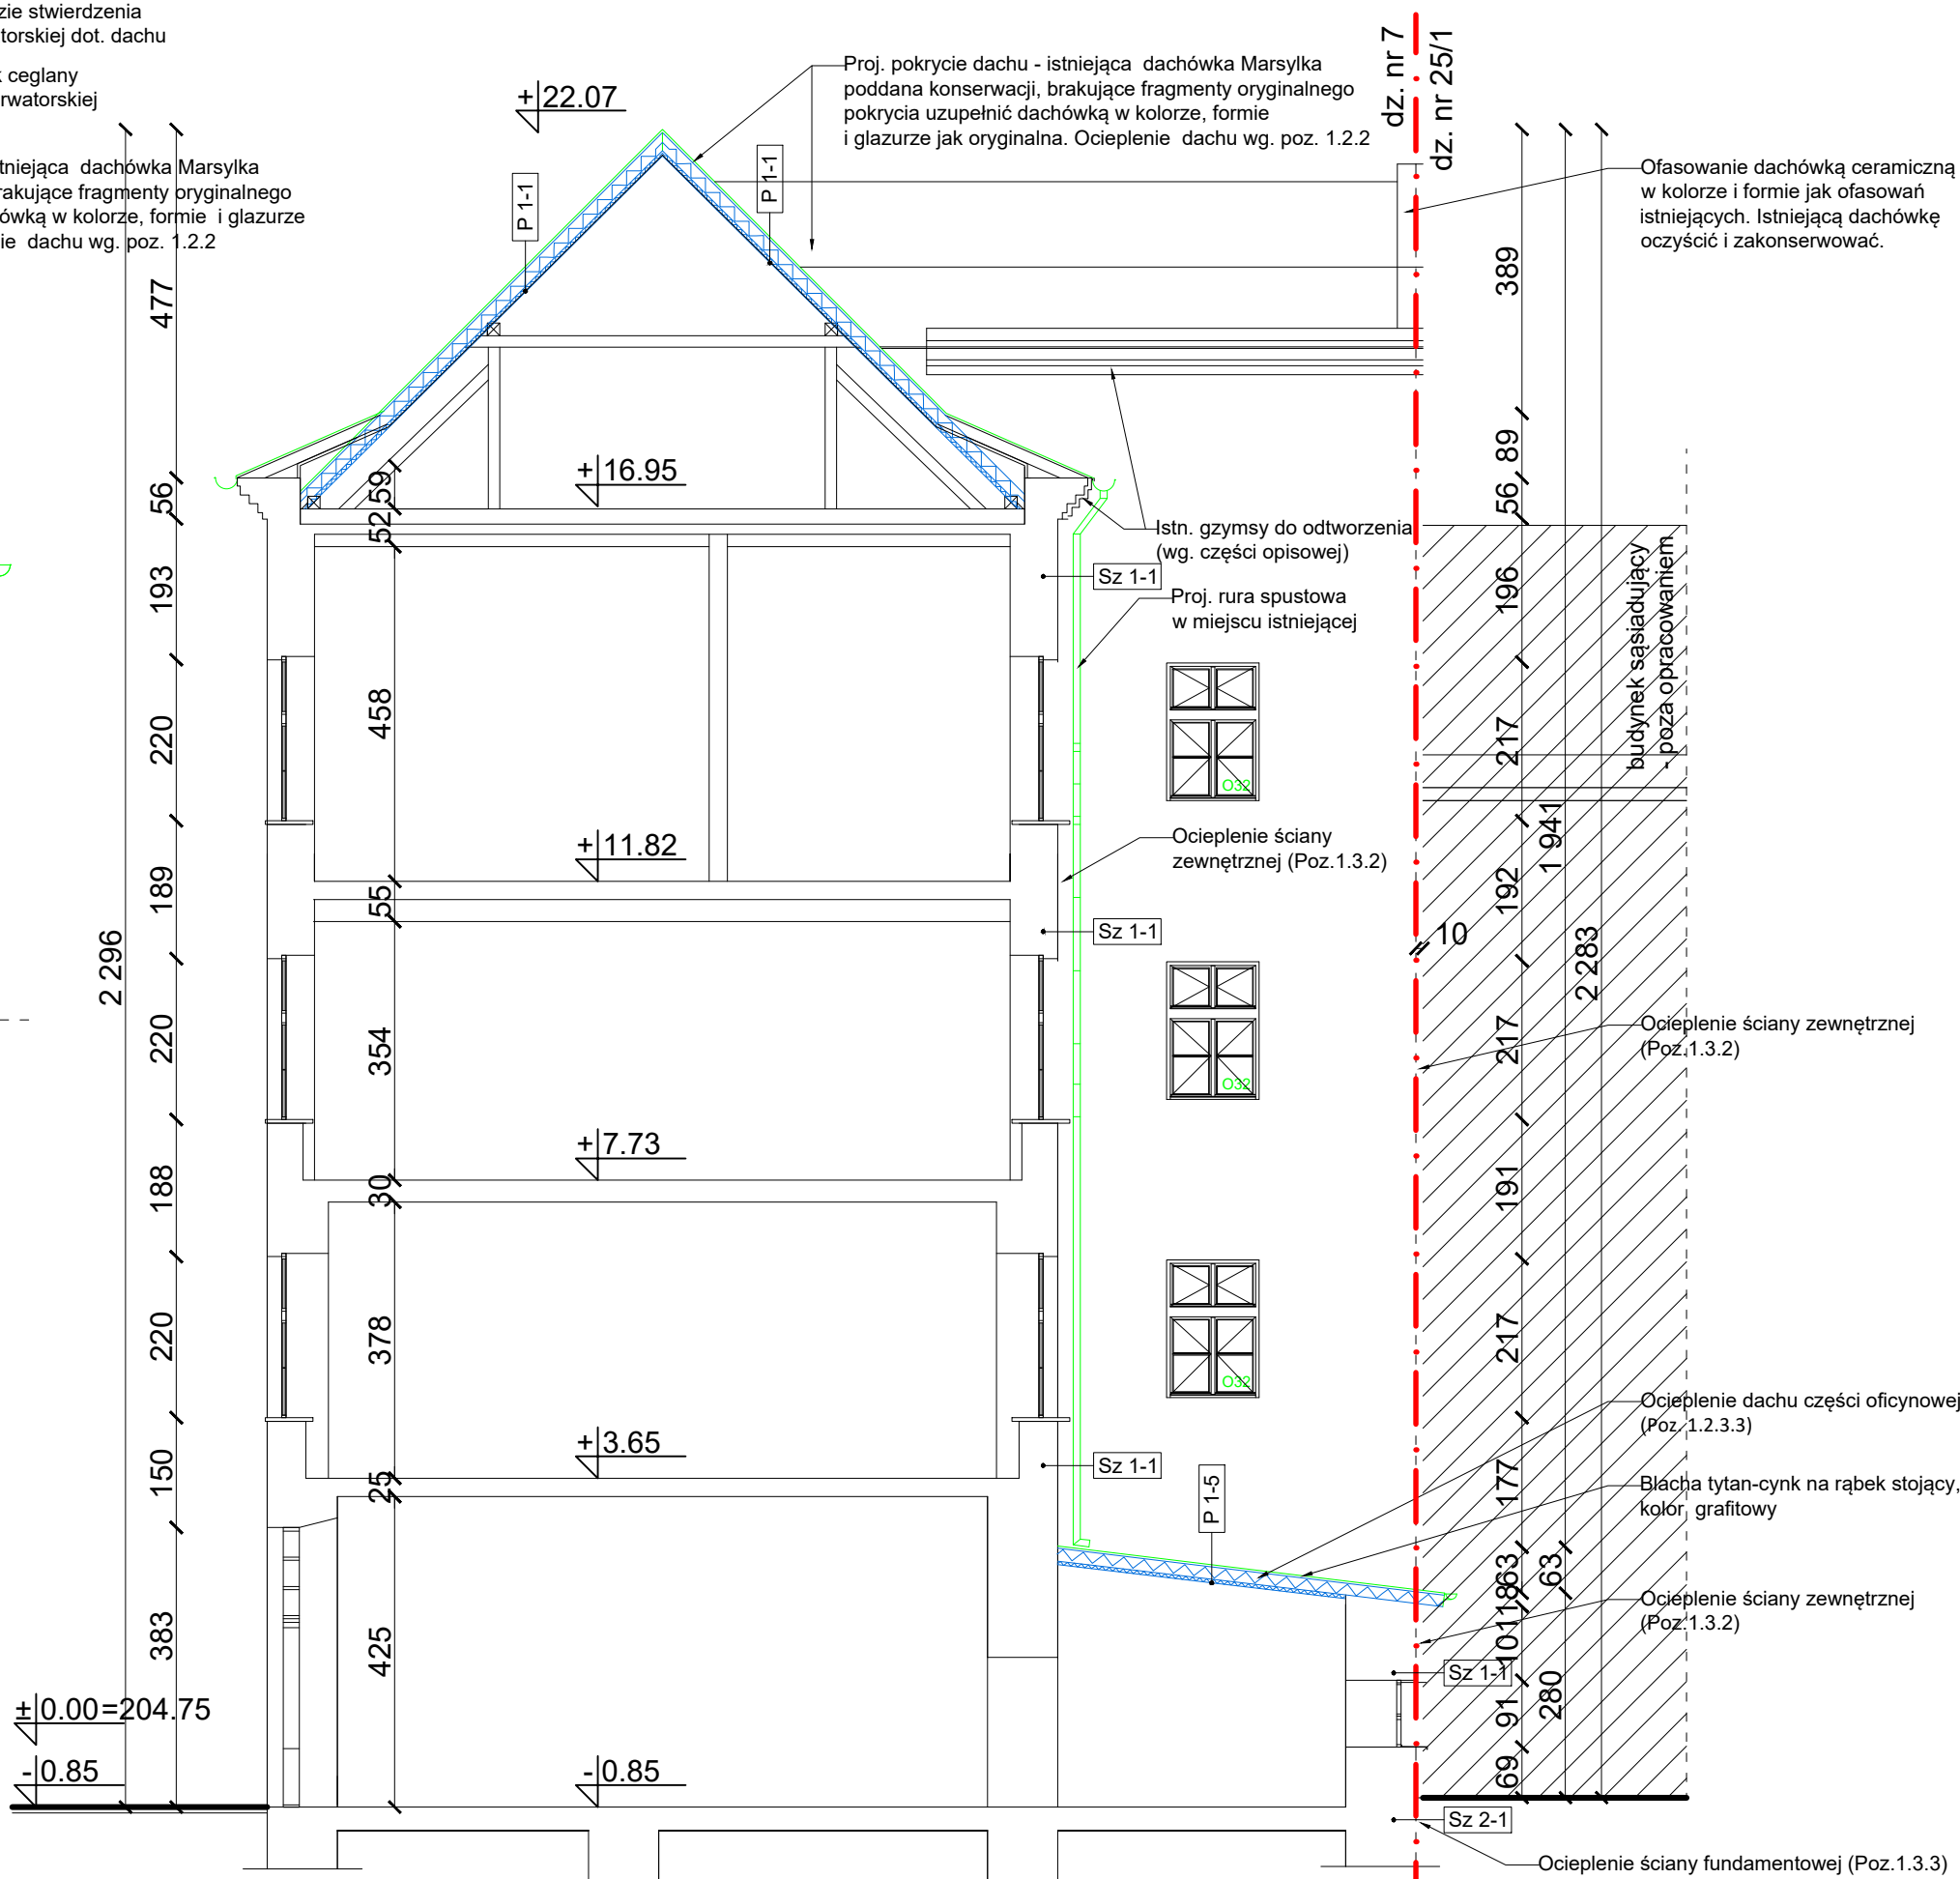 zie stwierdzenia
torskiej dot. dachu
k ceglany
rwatorskiej
tniejąca dachówka Marsylka
rakujące fragmenty oryginalnego
ówką w kolorze, formie i glazurze
ie dachu wg. poz. 1.2.2
+22.07
Proj. pokrycie dachu - istniejąca dachówka Marsylka
poddana konserwacji, brakujące fragmenty oryginalnego
pokrycia uzupełnić dachówką w kolorze, formie
i glazurze jak oryginalna. Ocieplenie dachu wg. poz. 1.2.2
dz. nr 7
dz. nr 25/1
Ofasowanie dachówką ceramiczną
w kolorze i formie jak ofasowań
istniejących. Istniejącą dachówkę
oczyścić i zakonserwować.
P 1-1
P 1-1
477
56
193
220
189
220
188
220
150
383
2 296
59
52
458
55
354
30
378
25
425
+16.95
+11.82
+7.73
+3.65
-0.85
±0.00=204.75
-0.85
Istn. gzymsy do odtworzenia
(wg. części opisowej)
Sz 1-1
Proj. rura spustowa
w miejscu istniejącej
O32
Ocieplenie ściany
zewnętrznej (Poz.1.3.2)
Sz 1-1
O32
O32
Sz 1-1
P 1-5
389
89
56
196
217
192
217
191
217
177
63
18
101
91
69
1 941
63
280
2 283
10
budynek sąsiadujący
- poza opracowaniem
Ocieplenie ściany zewnętrznej
(Poz.1.3.2)
Ocieplenie dachu części oficynowej
(Poz. 1.2.3.3)
Blacha tytan-cynk na rąbek stojący,
kolor grafitowy
Ocieplenie ściany zewnętrznej
(Poz.1.3.2)
Sz 1-1
Sz 2-1
Ocieplenie ściany fundamentowej (Poz.1.3.3)